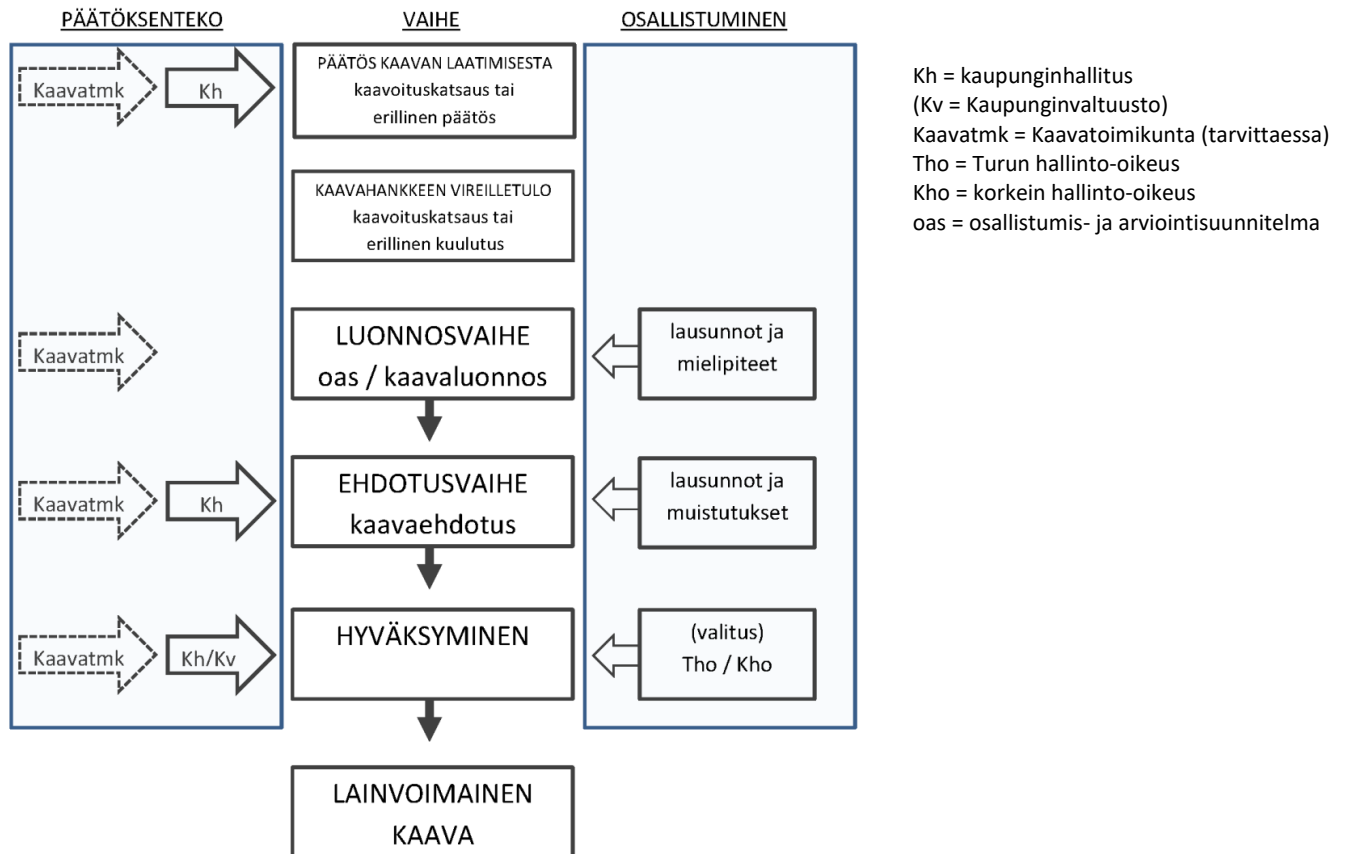 PÄÄTÖKSENTEKO
VAIHE
OSALLISTUMINEN
Kaavatmk
Kh
PÄÄTÖS KAAVAN LAATIMISESTA
kaavoituskatsaus tai
erillinen päätös
KAAVAHANKKEEN VIREILLETULO
kaavoituskatsaus tai
erillinen kuulutus
Kaavatmk
LUONNOSVAIHE
oas / kaavaluonnos
lausunnot ja
mielipiteet
Kaavatmk
Kh
EHDOTUSVAIHE
kaavaehdotus
lausunnot ja
muistutukset
Kaavatmk
Kh/Kv
HYVÄKSYMINEN
(valitus)
Tho / Kho
LAINVOIMAINEN
KAAVA
Kh = kaupunginhallitus
(Kv = Kaupunginvaltuusto)
Kaavatmk = Kaavatoimikunta (tarvittaessa)
Tho = Turun hallinto-oikeus
Kho = korkein hallinto-oikeus
oas = osallistumis- ja arviointisuunnitelma